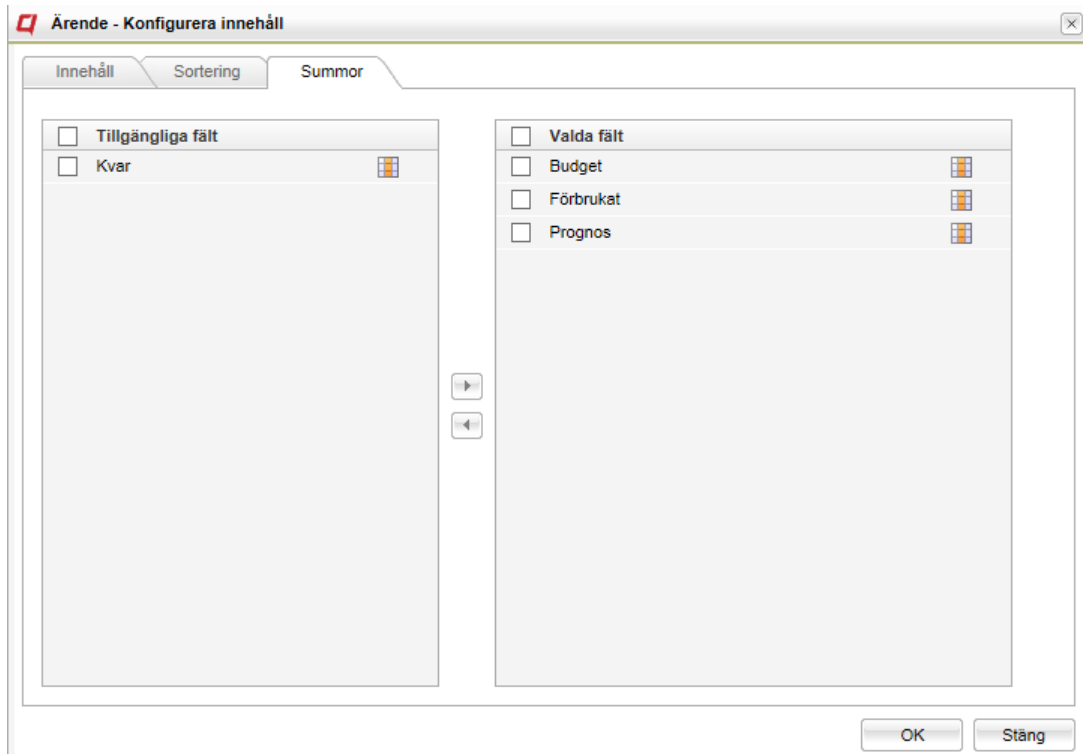 Ärende - Konfigurera innehåll
Innehåll
Sortering
Summor
Tillgängliga fält
Kvar
Valda fält
Budget
Förbrukat
Prognos
OK
Stäng